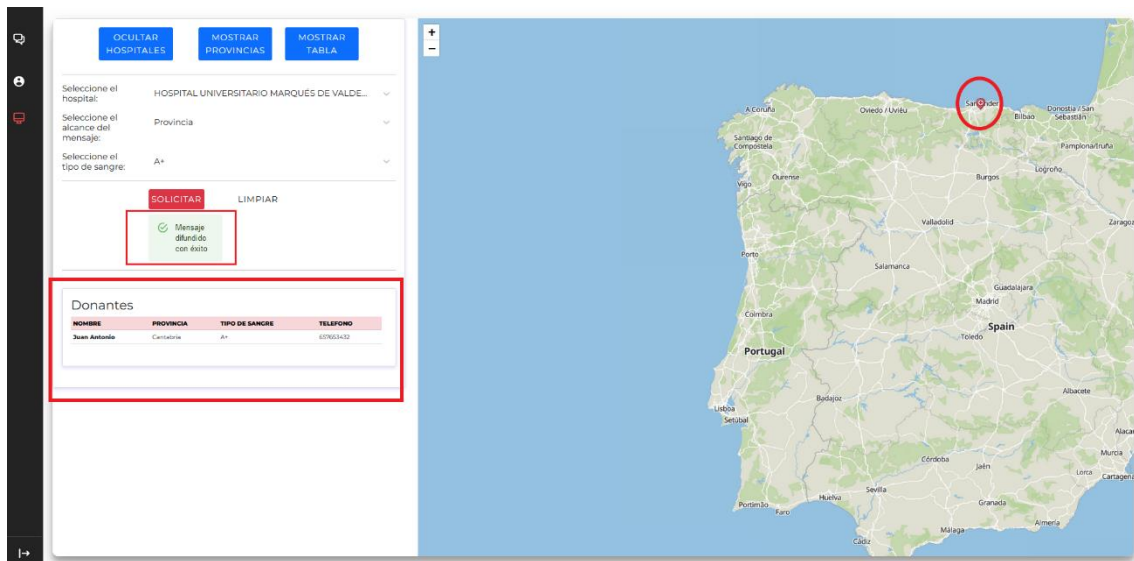 OCULTAR
HOSPITALES
MOSTRAR
PROVINCIAS
MOSTRAR
TABLA
Seleccione el
hospital:
HOSPITAL UNIVERSITARIO MARQUÉS DE VALDE...
Seleccione el
alcance del
mensaje:
Provincia
Seleccione el
tipo de sangre:
A+
SOLICITAR
LIMPIAR
Mensaje
difundido
con éxito
Donantes
NOMBRE PROVINCIA TIPO DE SANGRE TELEFONO
Juan Antonio Cantabria A+ 657653432
+
−
A Coruña
Oviedo / Uviéu
Santander
Bilbao
Donostia / San
Sebastián
Santiago de
Compostela
Pamplona/Iruña
Logroño
Vigo
Ourense
Burgos
Valladolid
Zaragoz
Porto
Salamanca
Guadalajara
Madrid
Coimbra
Spain
Toledo
Portugal
Albacete
Badajoz
Lisboa
Setúbal
Alaca
Murcia
Córdoba
Jaén
Lorca
Cartagena
Sevilla
Huelva
Granada
Portimão
Faro
Almería
Málaga
Cádiz